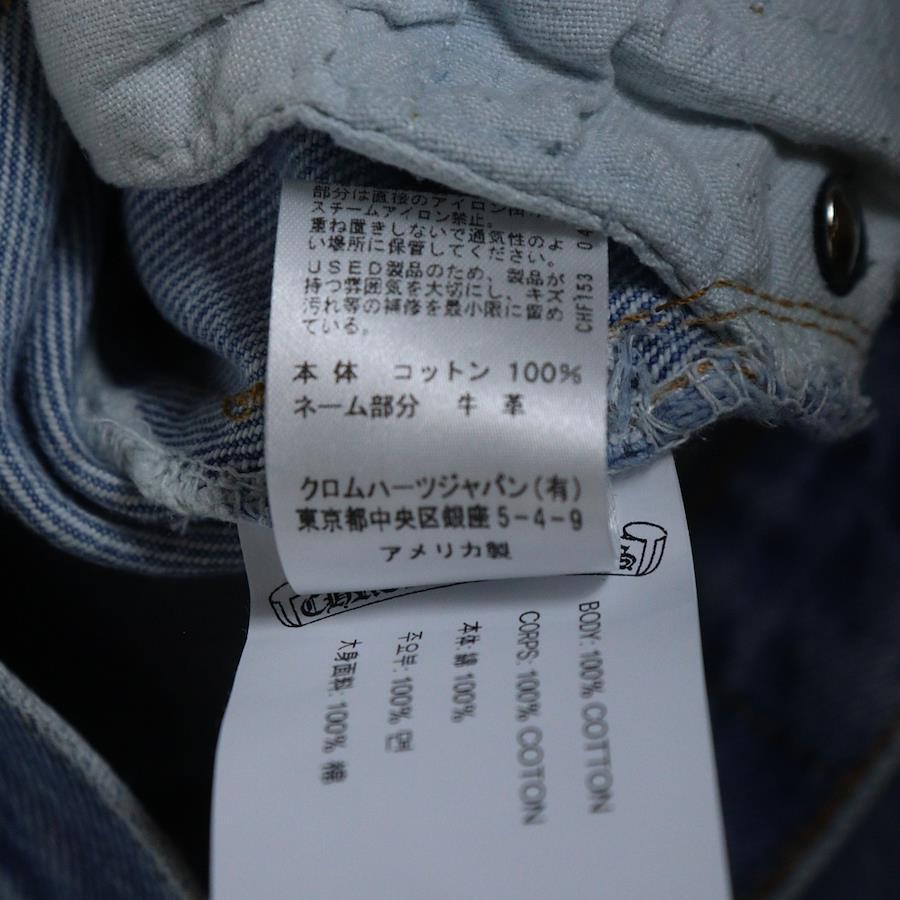 部分は直接のアイロン
スチームアイロン禁止。
重ね置きしないで通気性のよ
い場所に保管してください。
USED製品のため、製品が
持つ雰囲気を大切にし、キズ
汚れ等の補修を最小限に留め
ている。
CHF153 04
本体 コットン 100%
ネーム部分 牛革
クロムハーツジャパン(有)
東京都中央区銀座5-4-9
アメリカ製
BODY: 100% COTTON
CORPS: 100% COTON
本体: 綿 100%
주요부: 100% 면
大身面料: 100% 綿